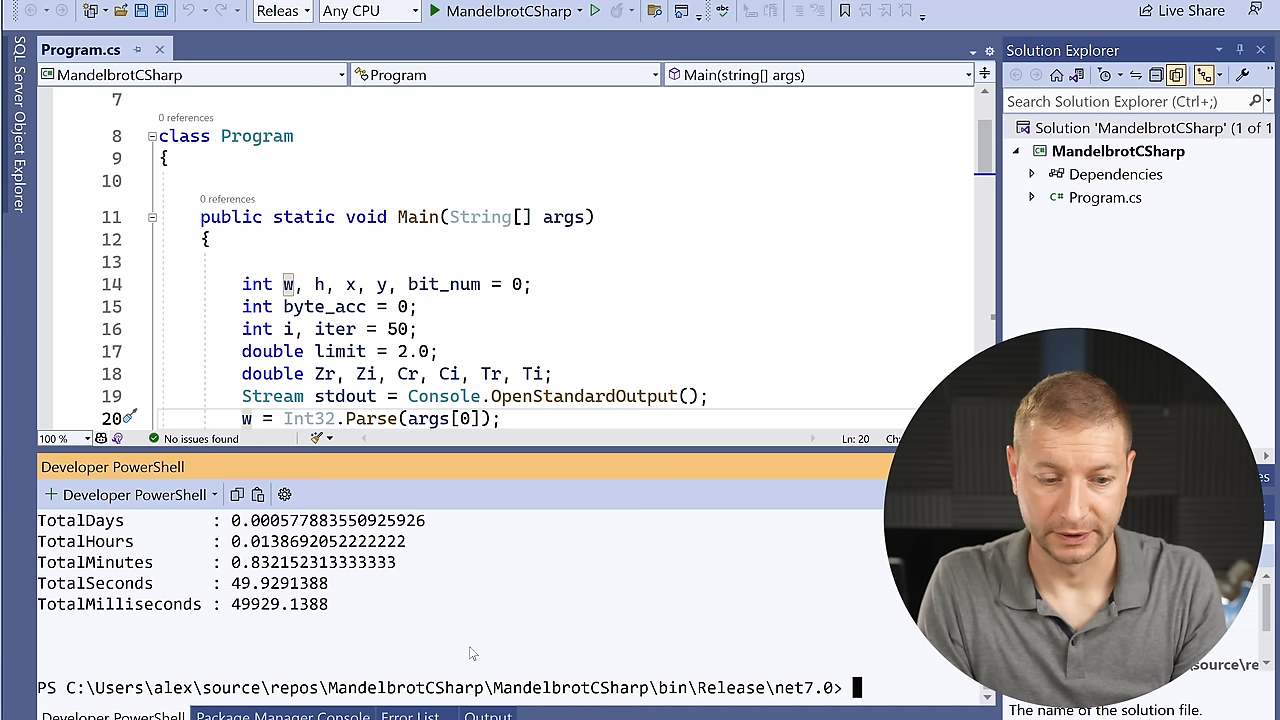 Releas
Any CPU
MandelbrotCSharp
Live Share
SQL Server Object Explorer
Program.cs
MandelbrotCSharp
Program
Main(string[] args)
7
0 references
8 class Program
9 {
10
0 references
11 public static void Main(String[] args)
12 {
13
14 int w, h, x, y, bit_num = 0;
15 int byte_acc = 0;
16 int i, iter = 50;
17 double limit = 2.0;
18 double Zr, Zi, Cr, Ci, Tr, Ti;
19 Stream stdout = Console.OpenStandardOutput();
20 w = Int32.Parse(args[0]);
100 %
No issues found
Ln: 20
Ch:
Solution Explorer
Search Solution Explorer (Ctrl+;)
Solution 'MandelbrotCSharp' (1 of 1
MandelbrotCSharp
Dependencies
C# Program.cs
Developer PowerShell
+ Developer PowerShell
TotalDays : 0.000577883550925926
TotalHours : 0.0138692052222222
TotalMinutes : 0.832152313333333
TotalSeconds : 49.9291388
TotalMilliseconds : 49929.1388
PS C:\Users\alex\source\repos\MandelbrotCSharp\MandelbrotCSharp\bin\Release\net7.0>
Developer PowerShell
Package Manager Console
Error List
Output
es
\source\re
The name of the solution file.